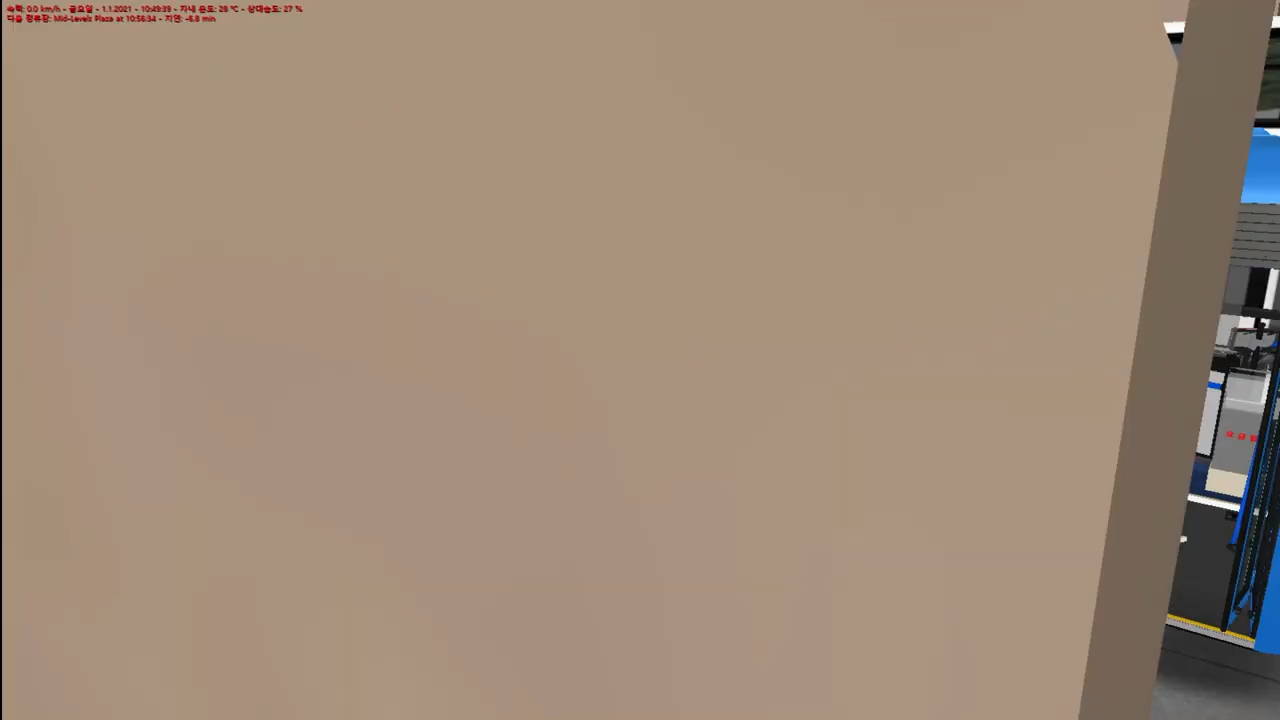 속력: 0.0 km/h - 금요일 - 1.1.2021 - 10:49:39 - 차내 온도: 28 °C - 상대습도: 27 %
다음 정류장: Mid-Levels Plaza at 10:56:34 - 지연: -6.8 min